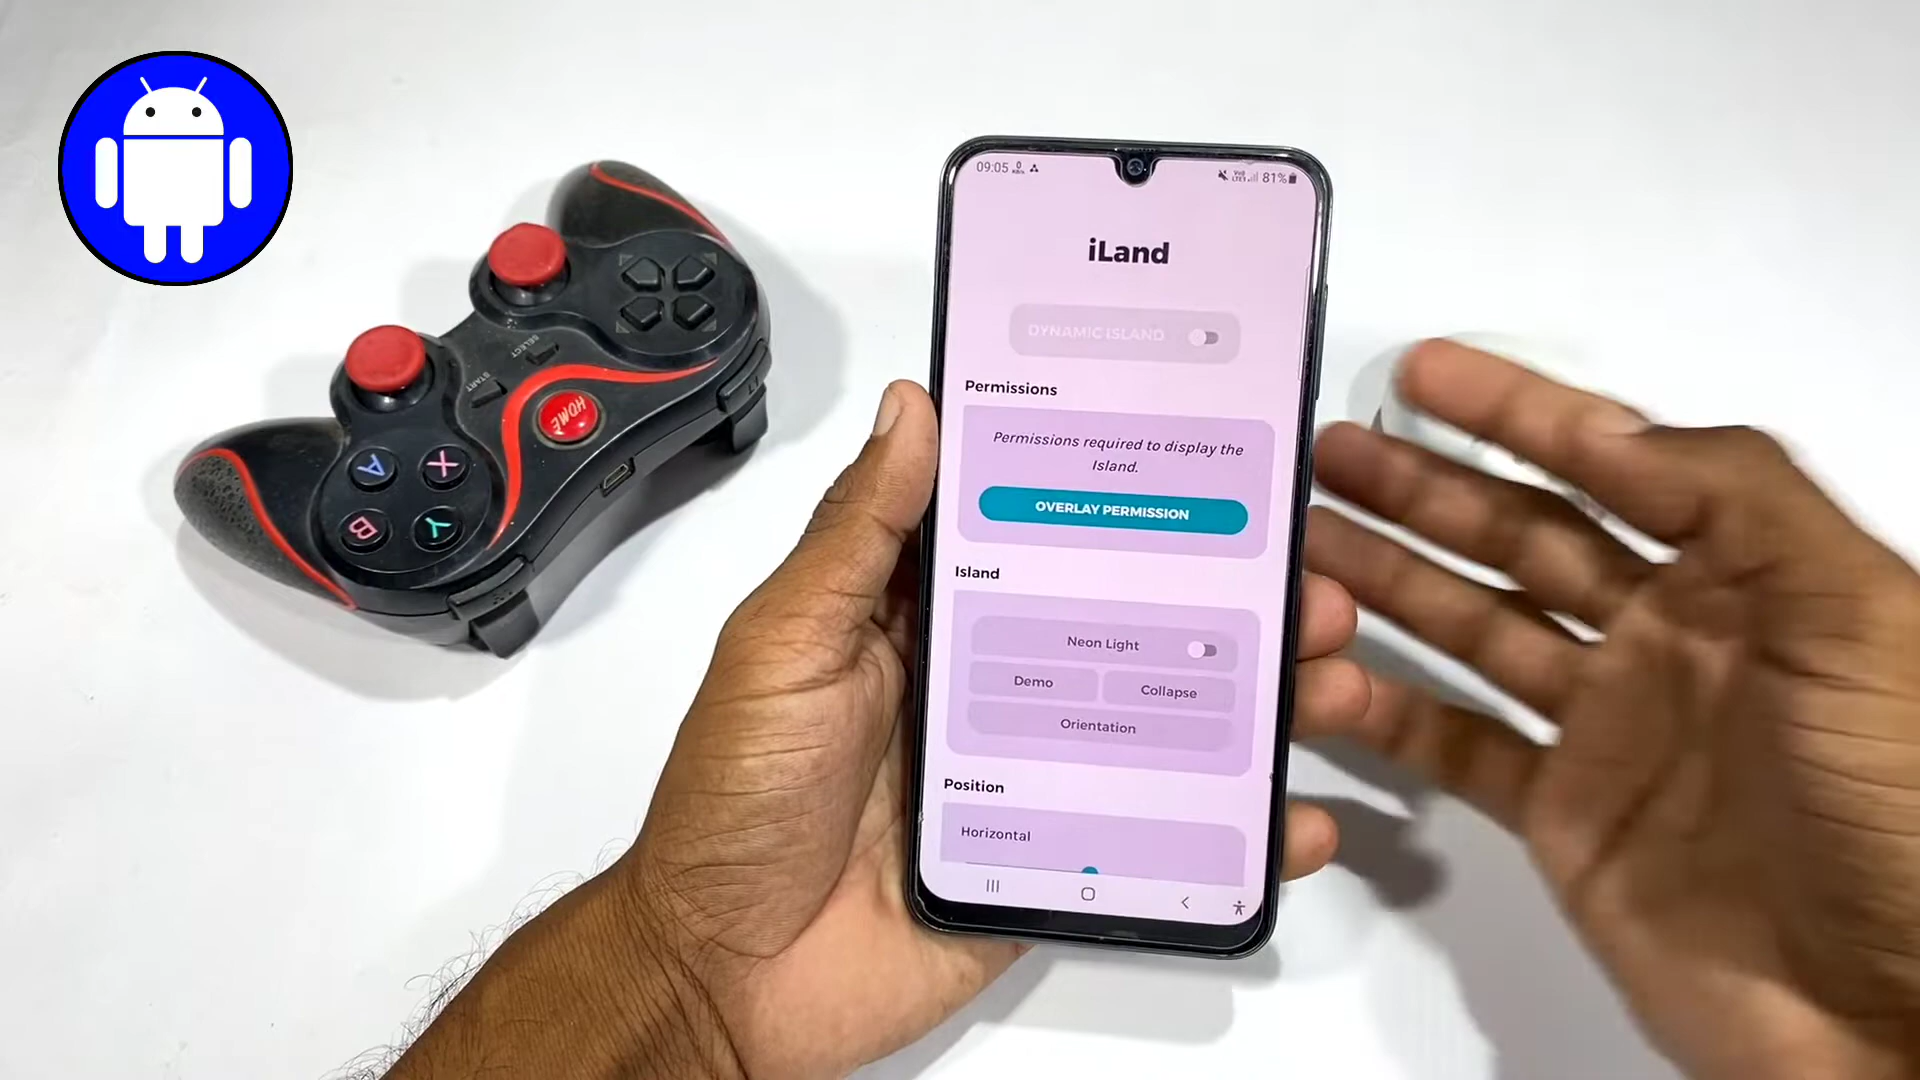 09:05
81%
iLand
DYNAMIC ISLAND
Permissions
Permissions required to display the
Island.
OVERLAY PERMISSION
Island
Neon Light
Demo
Collapse
Orientation
Position
Horizontal
SELECT
START
HOME
A
X
B
Y